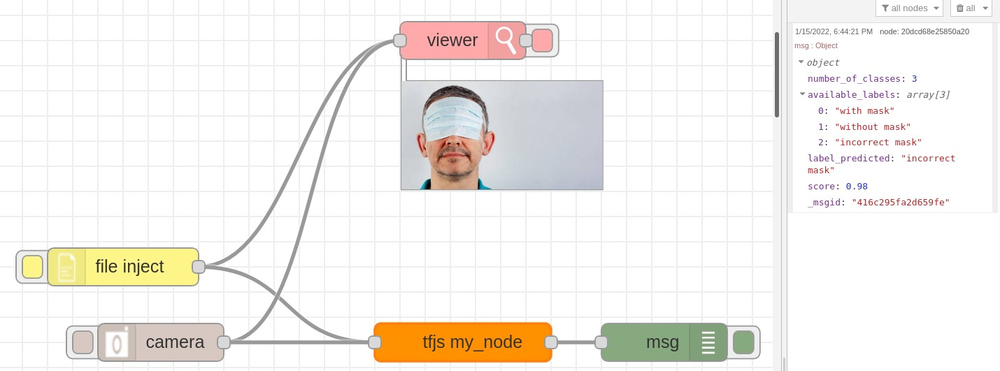 viewer
file inject
camera
tfjs my_node
msg
all nodes
all
1/15/2022, 6:44:21 PM node: 20dcd68e25850a20
msg : Object
object
number_of_classes: 3
available_labels: array[3]
0: "with mask"
1: "without mask"
2: "incorrect mask"
label_predicted: "incorrect
mask"
score: 0.98
_msgid: "416c295fa2d659fe"